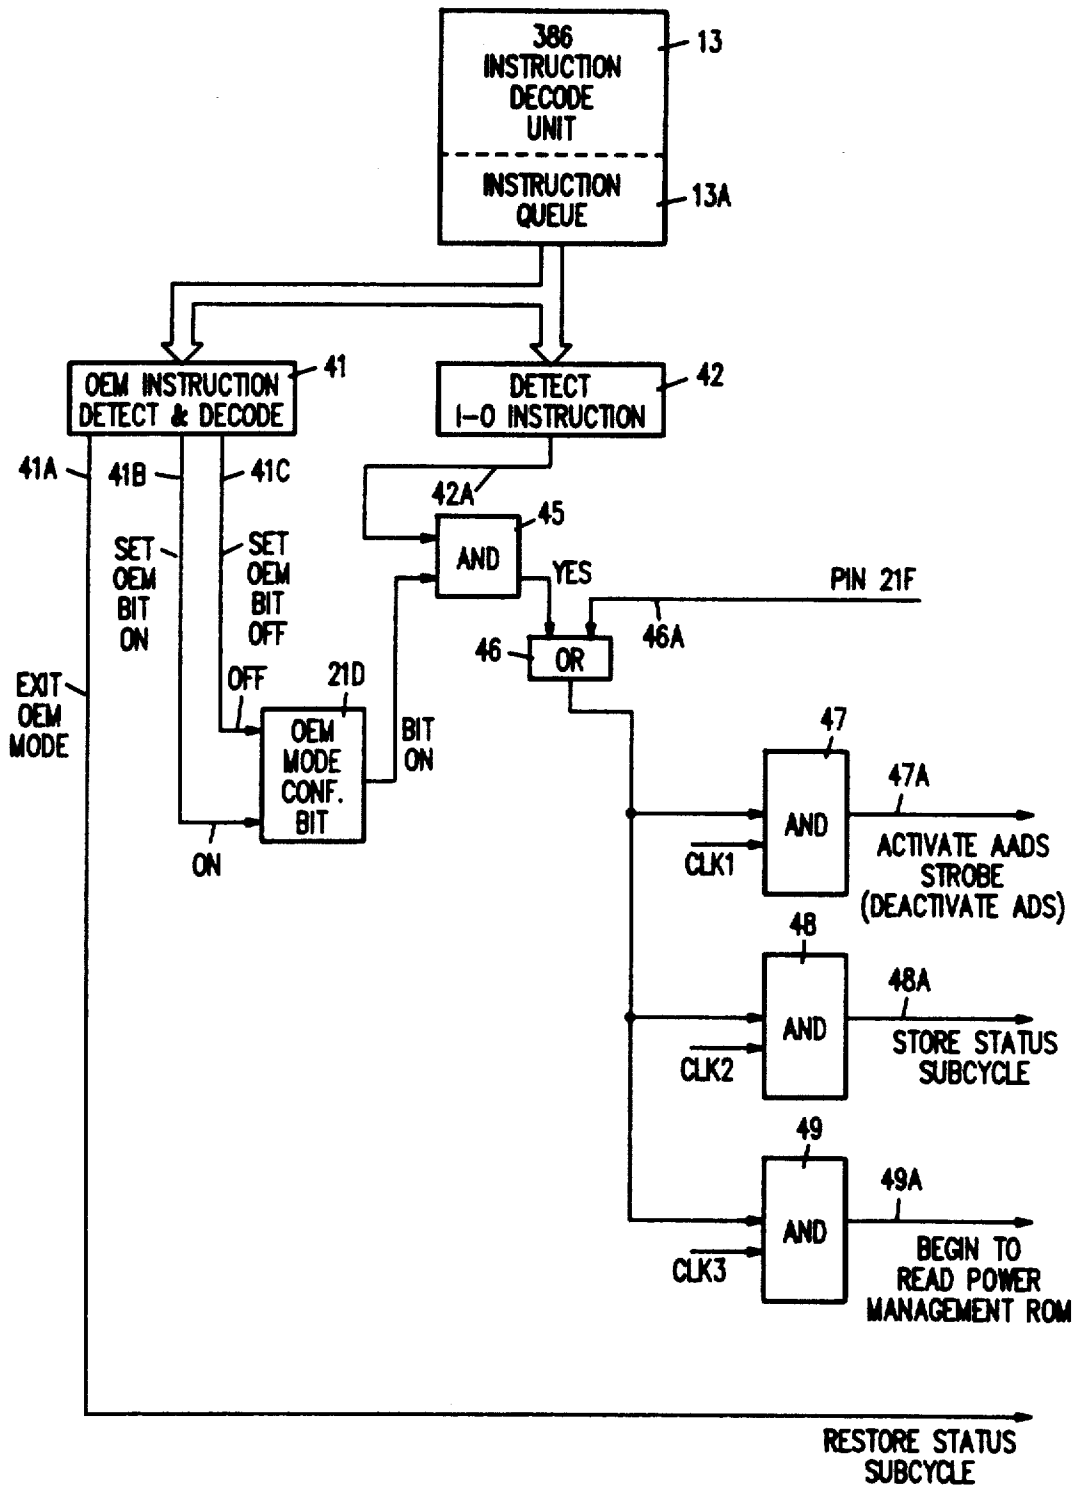 386
INSTRUCTION
DECODE
UNIT
13
INSTRUCTION
QUEUE
13A
OEM INSTRUCTION
DETECT & DECODE
41
DETECT
I-O INSTRUCTION
42
41A
41B
41C
42A
45
AND
YES
SET
OEM
BIT
ON
SET
OEM
BIT
OFF
PIN 21F
46A
46
OR
EXIT
OEM
MODE
OFF
21D
OEM
MODE
CONF.
BIT
BIT
ON
ON
47
AND
CLK1
47A
ACTIVATE AADS
STROBE
(DEACTIVATE ADS)
48
AND
CLK2
48A
STORE STATUS
SUBCYCLE
49
AND
CLK3
49A
BEGIN TO
READ POWER
MANAGEMENT ROM
RESTORE STATUS
SUBCYCLE